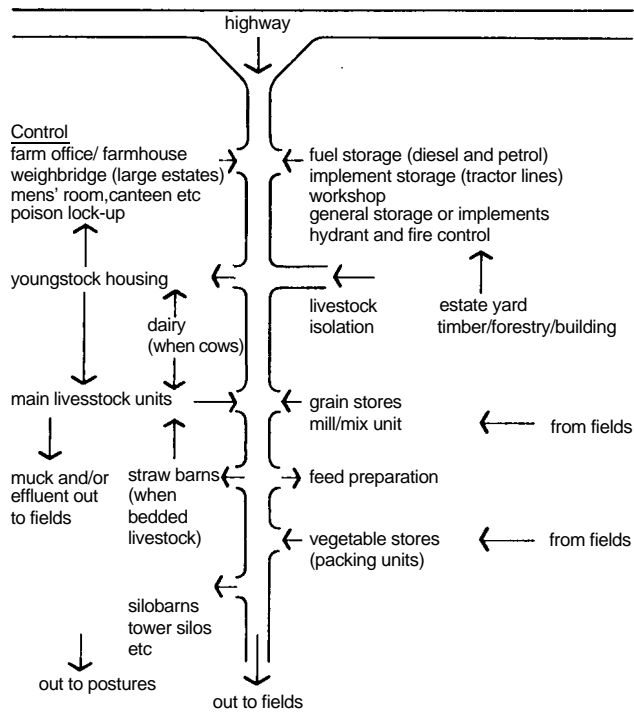 highway
Control
farm office/ farmhouse
weighbridge (large estates)
mens' room,canteen etc
poison lock-up
fuel storage (diesel and petrol)
implement storage (tractor lines)
workshop
general storage or implements
hydrant and fire control
youngstock housing
livestock
isolation
estate yard
timber/forestry/building
dairy
(when cows)
main livesstock units
grain stores
mill/mix unit
from fields
muck and/or
effluent out
to fields
straw barns
(when
bedded
livestock)
feed preparation
vegetable stores
(packing units)
from fields
silobarns
tower silos
etc
out to postures
out to fields